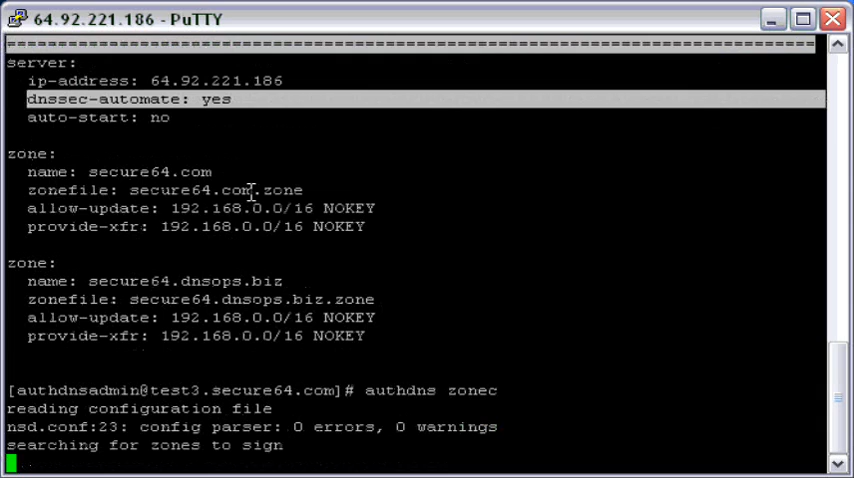 64.92.221.186 - PuTTY
================================================================================
server:
ip-address: 64.92.221.186
dnssec-automate: yes
auto-start: no
zone:
name: secure64.com
zonefile: secure64.com.zone
allow-update: 192.168.0.0/16 NOKEY
provide-xfr: 192.168.0.0/16 NOKEY
zone:
name: secure64.dnsops.biz
zonefile: secure64.dnsops.biz.zone
allow-update: 192.168.0.0/16 NOKEY
provide-xfr: 192.168.0.0/16 NOKEY
[authdnsadmin@test3.secure64.com]# authdns zonec
reading configuration file
nsd.conf:23: config parser: 0 errors, 0 warnings
searching for zones to sign